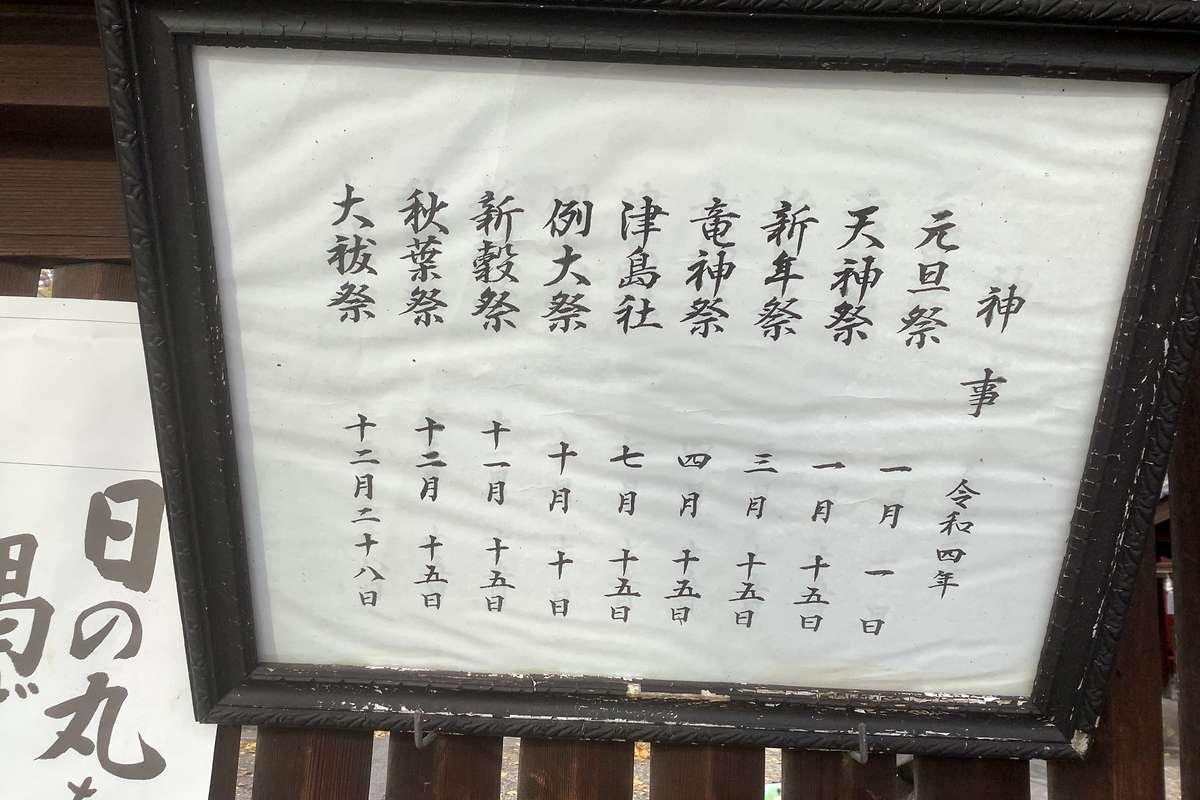 神事 令和四年
元旦祭 一月 一日
天神祭 一月 十五日
新年祭 三月 十五日
竜神祭 四月 十五日
津島社 七月 十五日
例大祭 十月 十日
新穀祭 十一月 十五日
秋葉祭 十二月 十五日
大祓祭 十二月二十八日
日の丸を
掲げ